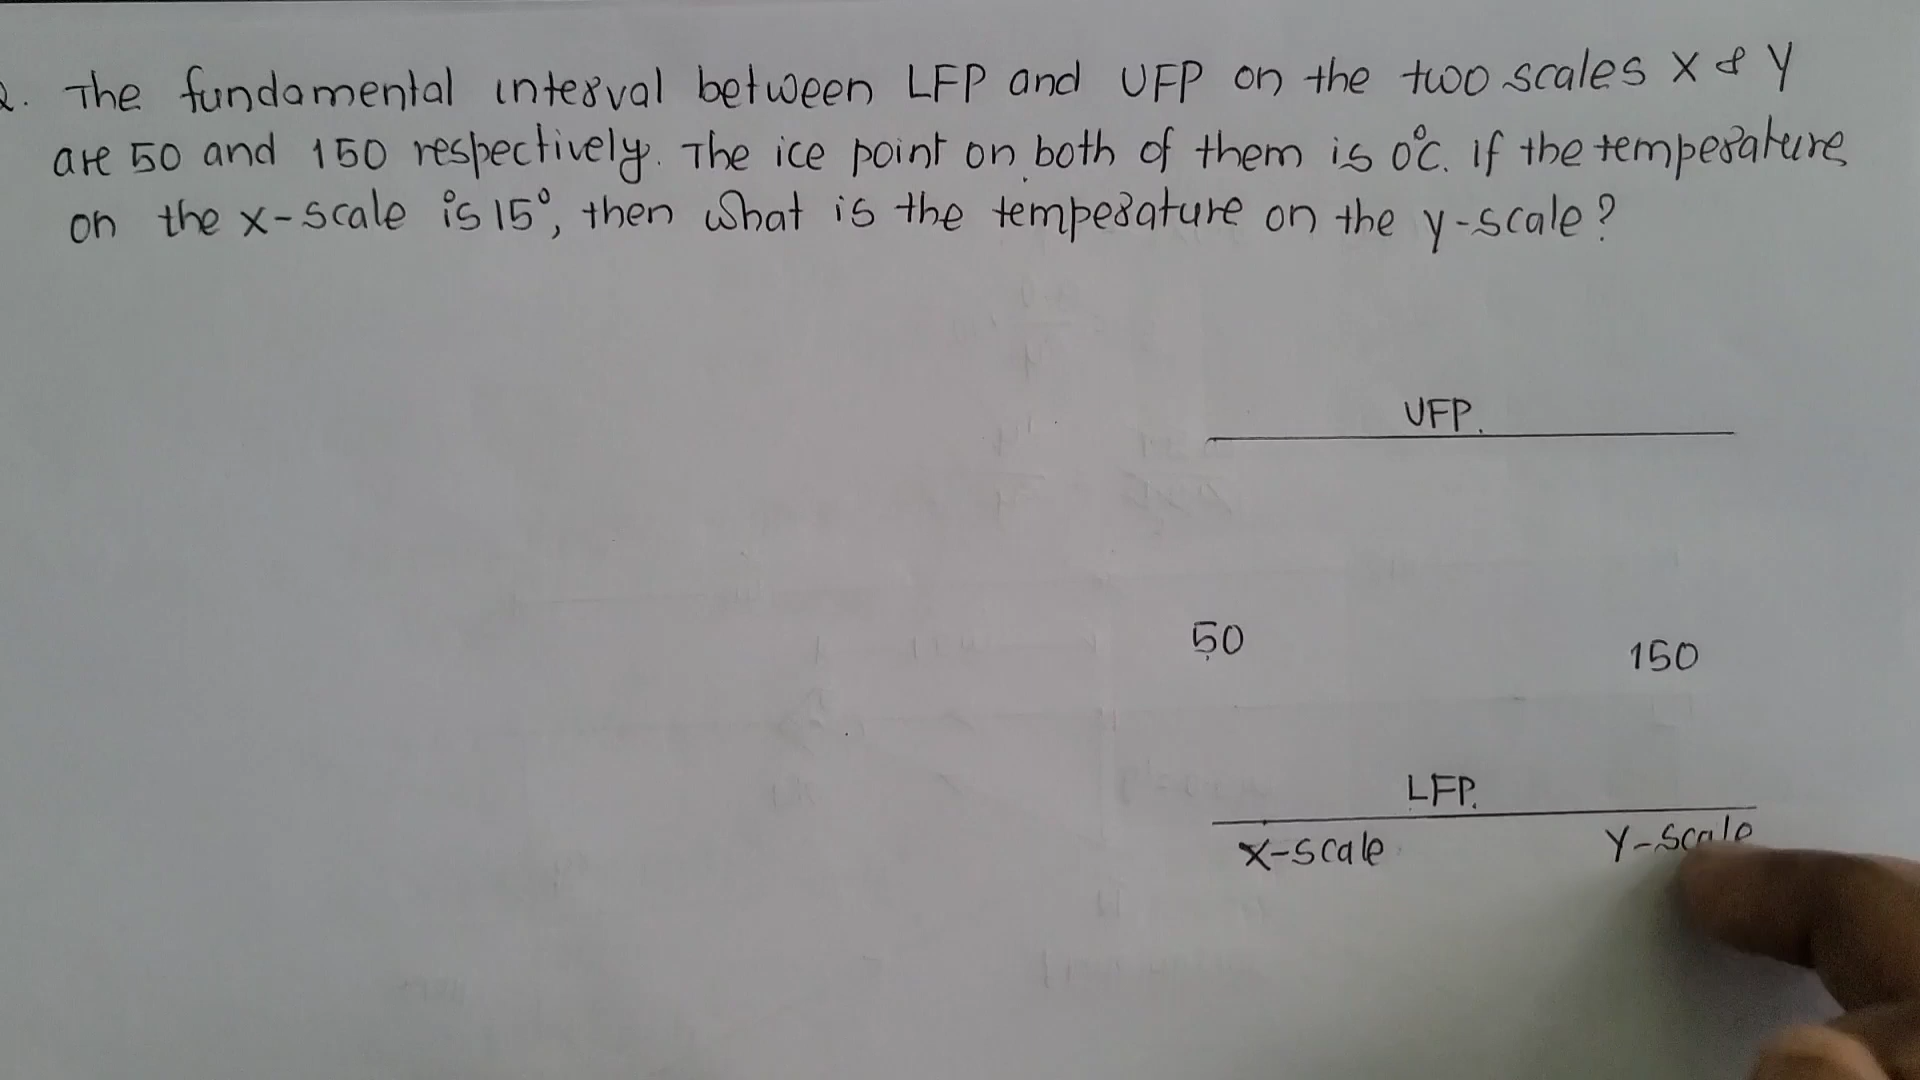 2. The fundamental interval between LFP and UFP on the two scales X & Y
are 50 and 150 respectively. The ice point on both of them is 0°C. If the temperature
on the x-scale is 15°, then what is the temperature on the y-scale?
UFP.
50
150
LFP.
X-scale
Y-scale